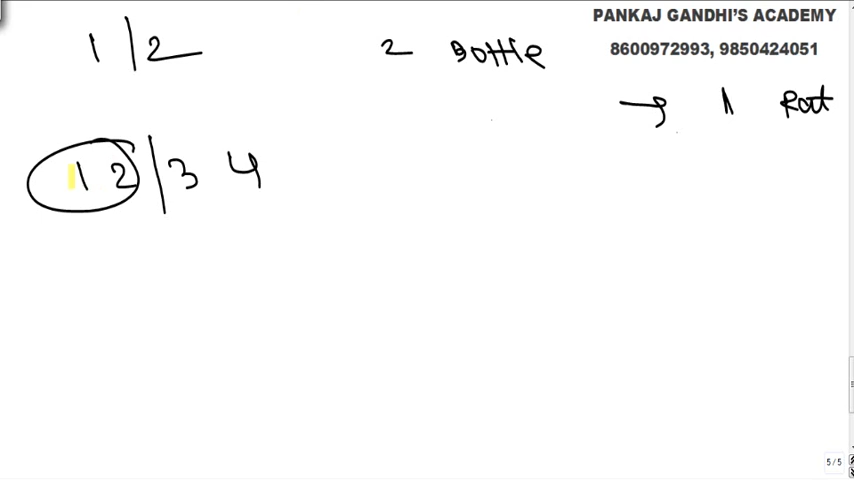 PANKAJ GANDHI'S ACADEMY
8600972993, 9850424051
1 | 2 2 Bottle
→ 1 Rat
1 2 | 3 4
5/5